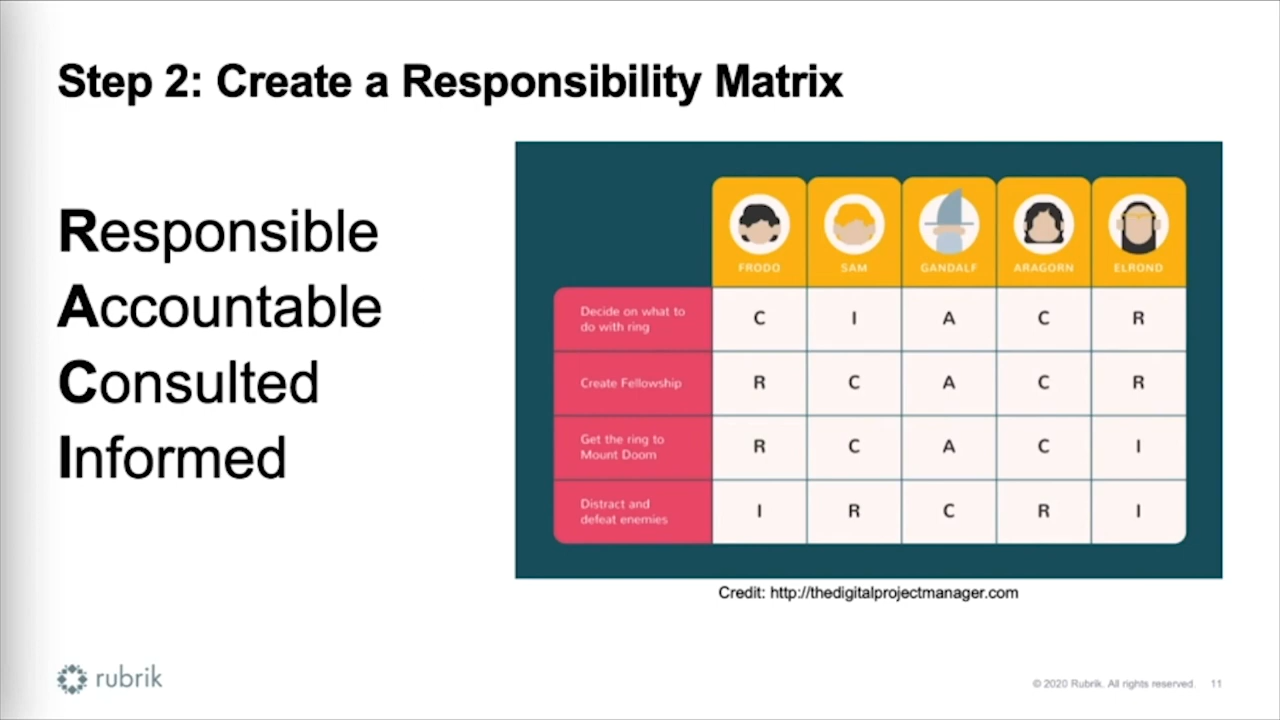 Step 2: Create a Responsibility Matrix
Responsible
Accountable
Consulted
Informed
FRODO SAM GANDALF ARAGORN ELROND
Decide on what to
do with ring
C I A C R
Create Fellowship
R C A C R
Get the ring to
Mount Doom
R C A C I
Distract and
defeat enemies
I R C R I
Credit: http://thedigitalprojectmanager.com
rubrik
© 2020 Rubrik. All rights reserved. 11